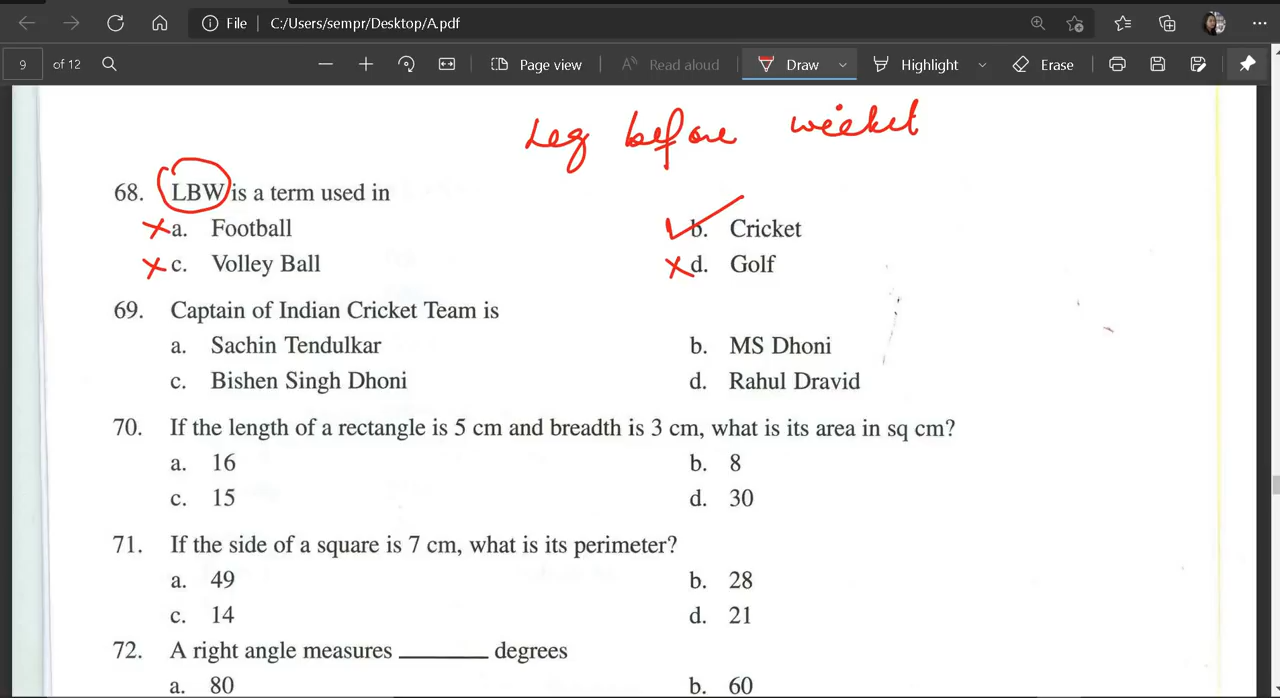 File C:/Users/sempr/Desktop/A.pdf
9 of 12 Page view Read aloud Draw Highlight Erase
Leg before wicket
68. LBW is a term used in
a. Football b. Cricket
c. Volley Ball d. Golf
69. Captain of Indian Cricket Team is
a. Sachin Tendulkar b. MS Dhoni
c. Bishen Singh Dhoni d. Rahul Dravid
70. If the length of a rectangle is 5 cm and breadth is 3 cm, what is its area in sq cm?
a. 16 b. 8
c. 15 d. 30
71. If the side of a square is 7 cm, what is its perimeter?
a. 49 b. 28
c. 14 d. 21
72. A right angle measures ________ degrees
a. 80 b. 60